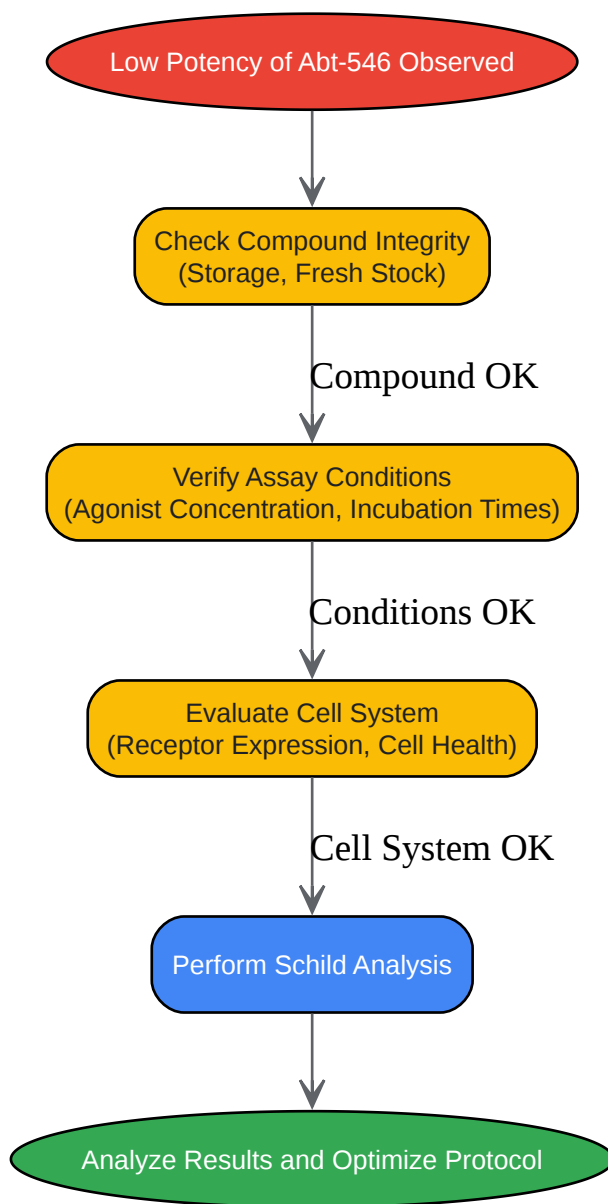 Low Potency of Abt-546 Observed
Check Compound Integrity
(Storage, Fresh Stock)
Compound OK
Verify Assay Conditions
(Agonist Concentration, Incubation Times)
Conditions OK
Evaluate Cell System
(Receptor Expression, Cell Health)
Cell System OK
Perform Schild Analysis
Analyze Results and Optimize Protocol